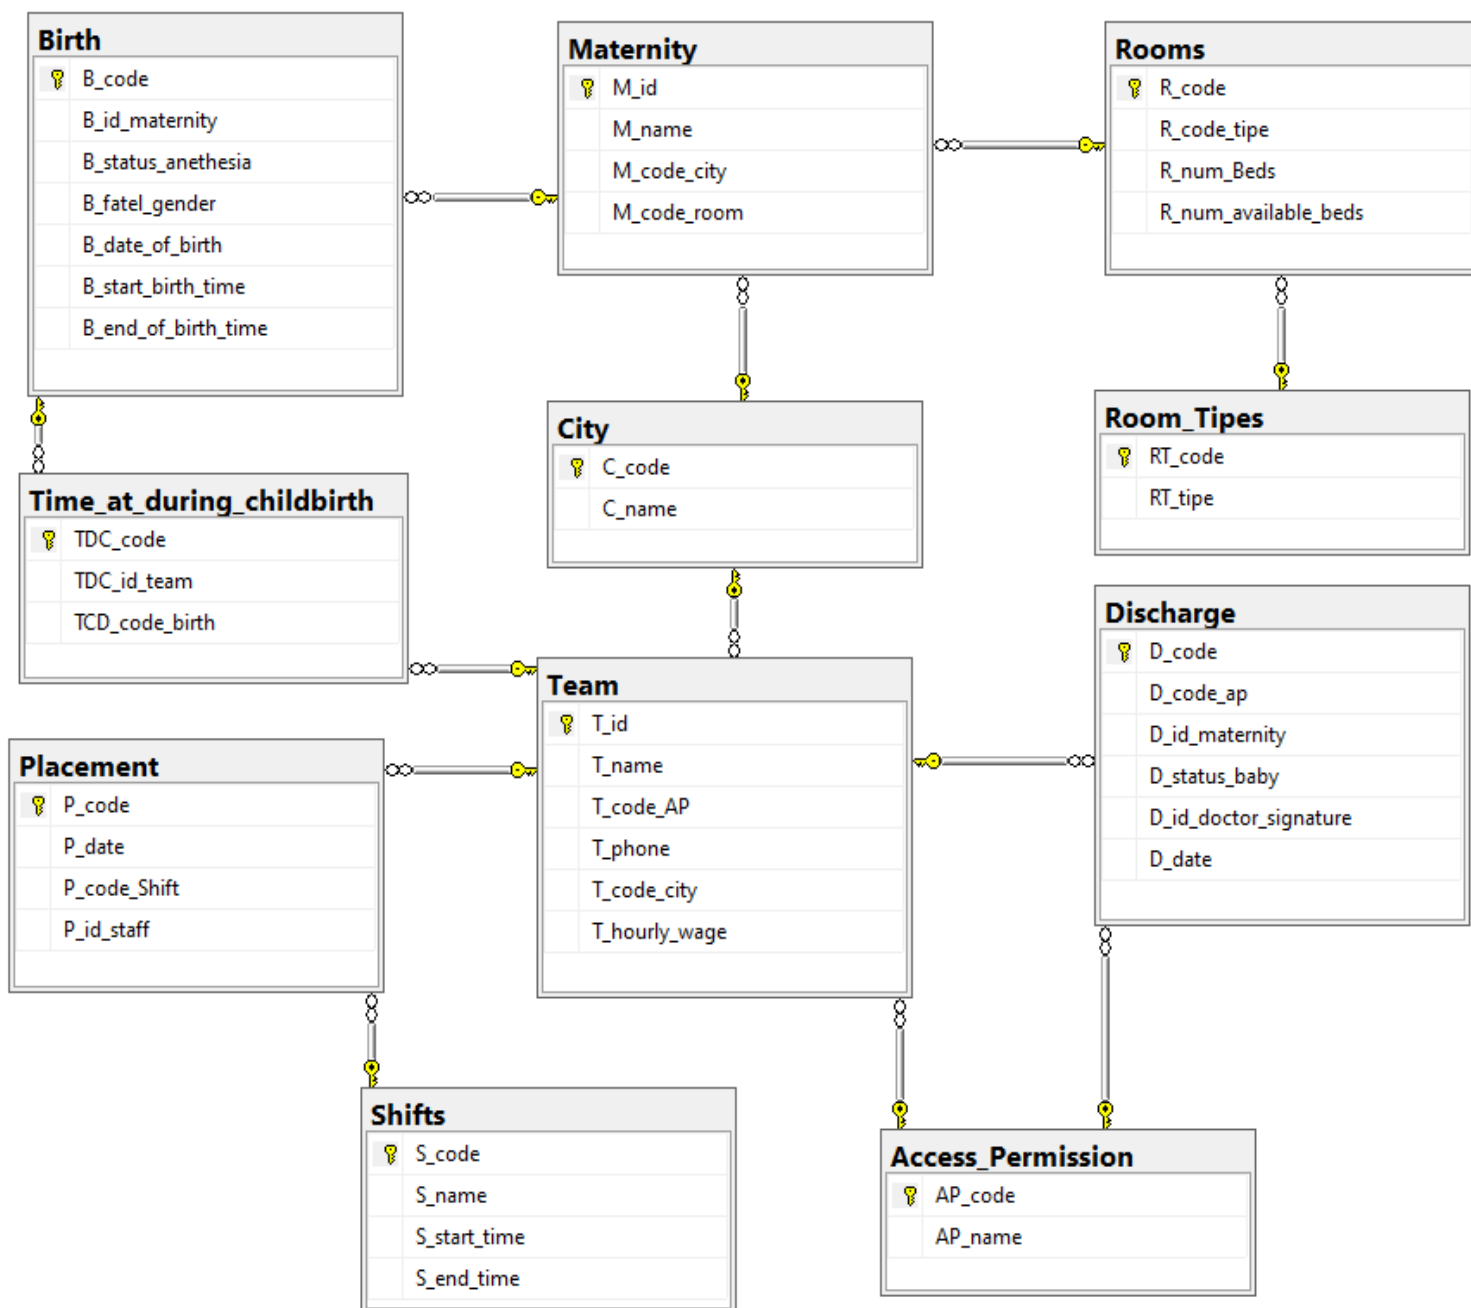 Birth
B_code
B_id_maternity
B_status_anethesia
B_fatel_gender
B_date_of_birth
B_start_birth_time
B_end_of_birth_time
Maternity
M_id
M_name
M_code_city
M_code_room
Rooms
R_code
R_code_tipe
R_num_Beds
R_num_available_beds
City
C_code
C_name
Room_Tipes
RT_code
RT_tipe
Time_at_during_childbirth
TDC_code
TDC_id_team
TCD_code_birth
Team
T_id
T_name
T_code_AP
T_phone
T_code_city
T_hourly_wage
Discharge
D_code
D_code_ap
D_id_maternity
D_status_baby
D_id_doctor_signature
D_date
Placement
P_code
P_date
P_code_Shift
P_id_staff
Shifts
S_code
S_name
S_start_time
S_end_time
Access_Permission
AP_code
AP_name